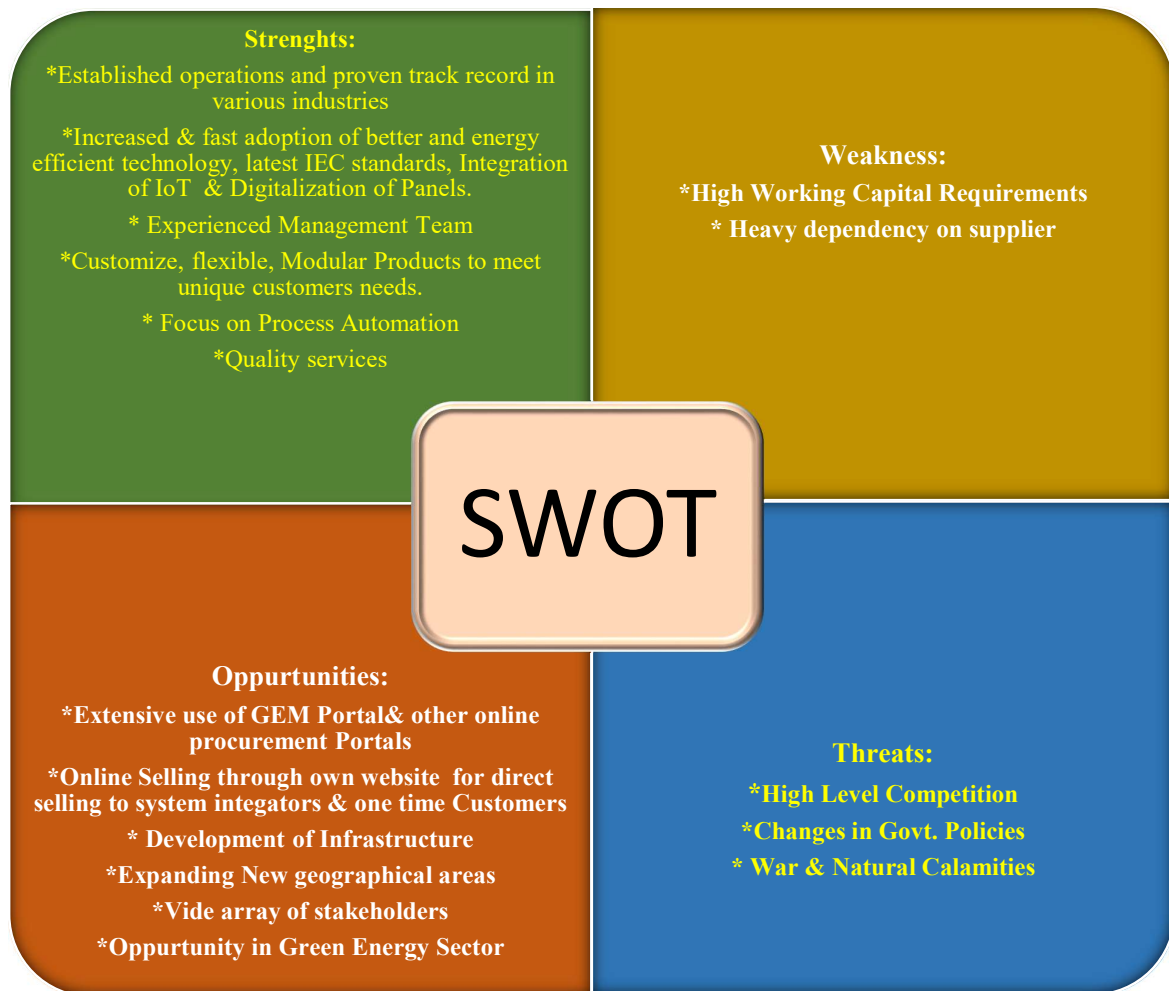 Strenghts:
*Established operations and proven track record in
various industries
*Increased & fast adoption of better and energy
efficient technology, latest IEC standards, Integration
of IoT & Digitalization of Panels.
* Experienced Management Team
*Customize, flexible, Modular Products to meet
unique customers needs.
* Focus on Process Automation
*Quality services
Weakness:
*High Working Capital Requirements
* Heavy dependency on supplier
SWOT
Oppurtunities:
*Extensive use of GEM Portal& other online
procurement Portals
*Online Selling through own website for direct
selling to system integators & one time Customers
* Development of Infrastructure
*Expanding New geographical areas
*Vide array of stakeholders
*Oppurtunity in Green Energy Sector
Threats:
*High Level Competition
*Changes in Govt. Policies
* War & Natural Calamities